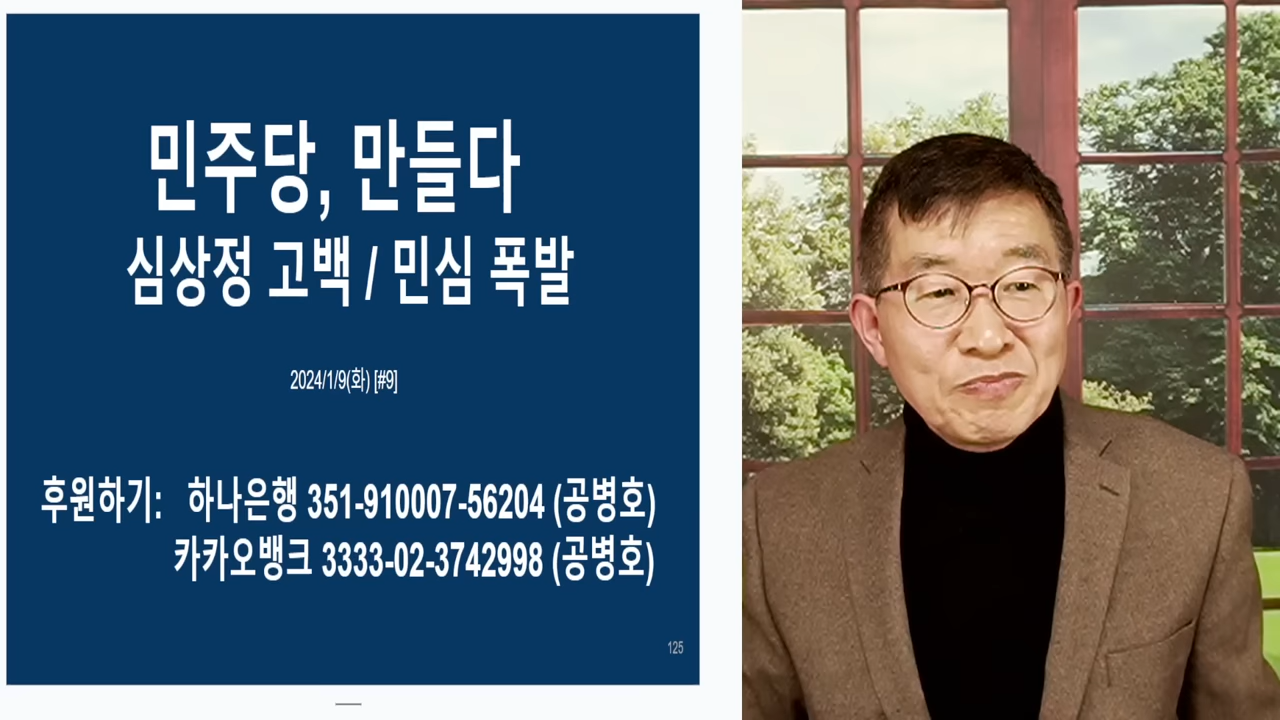 민주당, 만들다
심상정 고백 / 민심 폭발
2024/1/9(화) [#9]
후원하기: 하나은행 351-910007-56204 (공병호)
카카오뱅크 3333-02-3742998 (공병호)
125